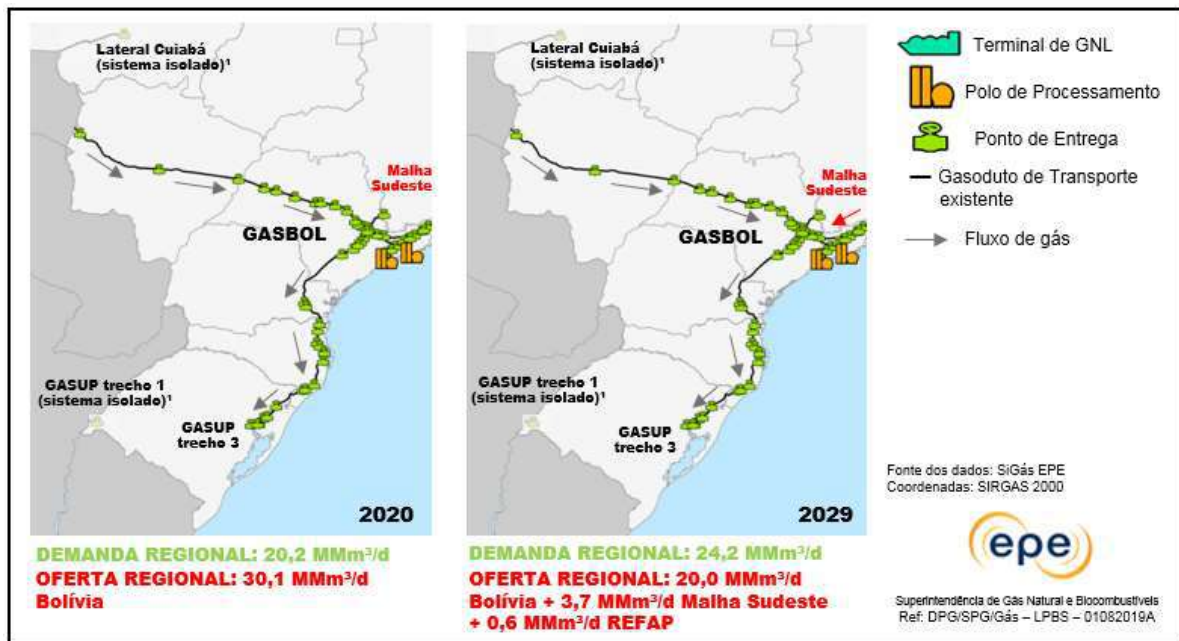 Lateral Cuiabá
(sistema isolado)¹
Malha
Sudeste
GASBOL
GASUP trecho 1
(sistema isolado)¹
GASUP
trecho 3
2020
DEMANDA REGIONAL: 20,2 MMm³/d
OFERTA REGIONAL: 30,1 MMm³/d
Bolívia
Lateral Cuiabá
(sistema isolado)¹
Malha
Sudeste
GASBOL
GASUP trecho 1
(sistema isolado)¹
GASUP
trecho 3
2029
DEMANDA REGIONAL: 24,2 MMm³/d
OFERTA REGIONAL: 20,0 MMm³/d
Bolívia + 3,7 MMm³/d Malha Sudeste
+ 0,6 MMm³/d REFAP
Terminal de GNL
Polo de Processamento
Ponto de Entrega
Gasoduto de Transporte
existente
Fluxo de gás
Fonte dos dados: SiGás EPE
Coordenadas: SIRGAS 2000
epe
Superintendência de Gás Natural e Biocombustíveis
Ref: DPG/SPG/Gás – LPBS – 01082019A